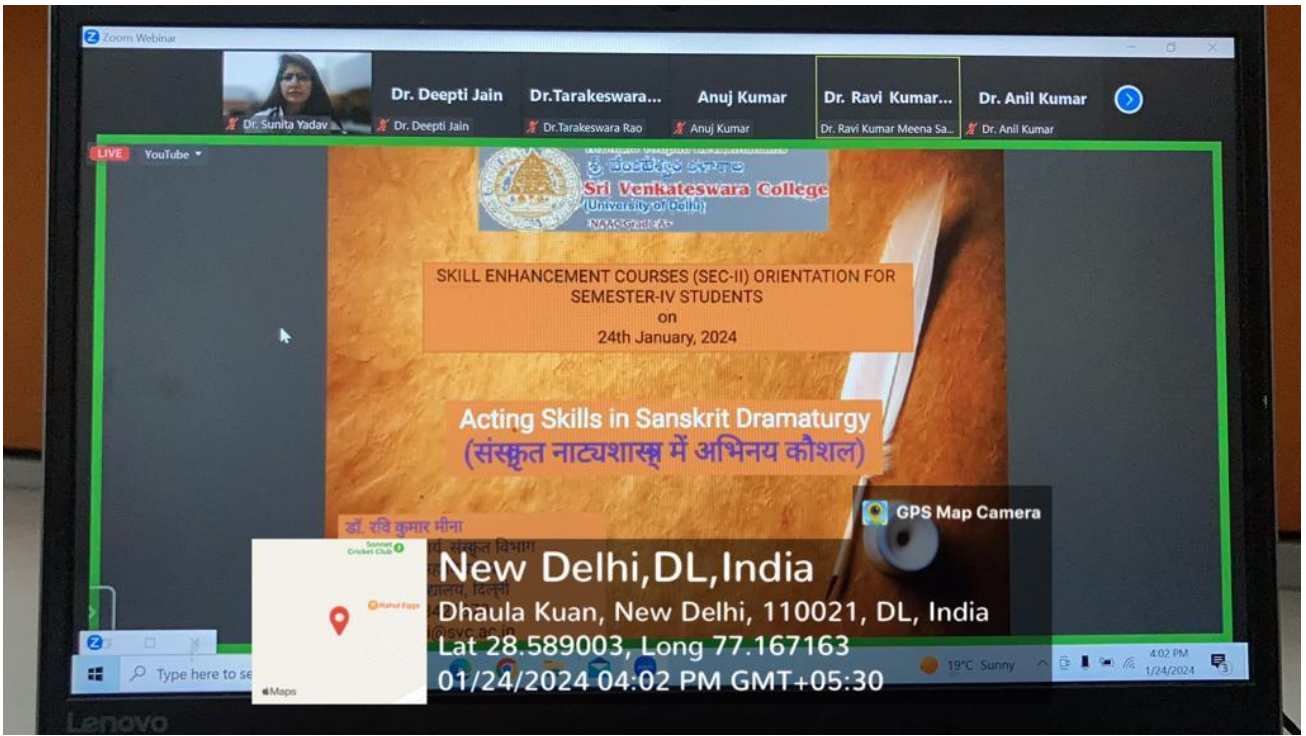 Zoom Webinar
Dr. Deepti Jain
Dr.Tarakeswara...
Anuj Kumar
Dr. Ravi Kumar...
Dr. Anil Kumar
Dr. Sunita Yadav
Dr. Deepti Jain
Dr.Tarakeswara Rao
Anuj Kumar
Dr. Ravi Kumar Meena Sa...
Dr. Anil Kumar
LIVE
YouTube
Sri Venkateswara College
(University of Delhi)
SKILL ENHANCEMENT COURSES (SEC-II) ORIENTATION FOR
SEMESTER-IV STUDENTS
on
24th January, 2024
Acting Skills in Sanskrit Dramaturgy
(संस्कृत नाट्यशास्त्र में अभिनय कौशल)
डॉ. रवि कुमार मीना
संस्कृत विभाग
@svc.ac.in
GPS Map Camera
Sonnet
Cricket Club
Rahul Eggs
Maps
New Delhi,DL,India
Dhaula Kuan, New Delhi, 110021, DL, India
Lat 28.589003, Long 77.167163
01/24/2024 04:02 PM GMT+05:30
Type here to se
19°C Sunny
4:02 PM
1/24/2024
Lenovo